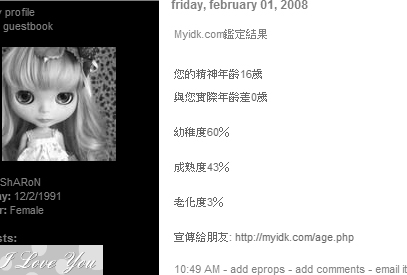 profile
guestbook
ShARoN
12/2/1991
Female
I Love You
friday, february 01, 2008
Myidk.com鑑定結果
您的精神年齡16歲
與您實際年齡差0歲
幼稚度60%
成熟度43%
老化度3%
宣傳給朋友: http://myidk.com/age.php
10:49 AM - add eprops - add comments - email it